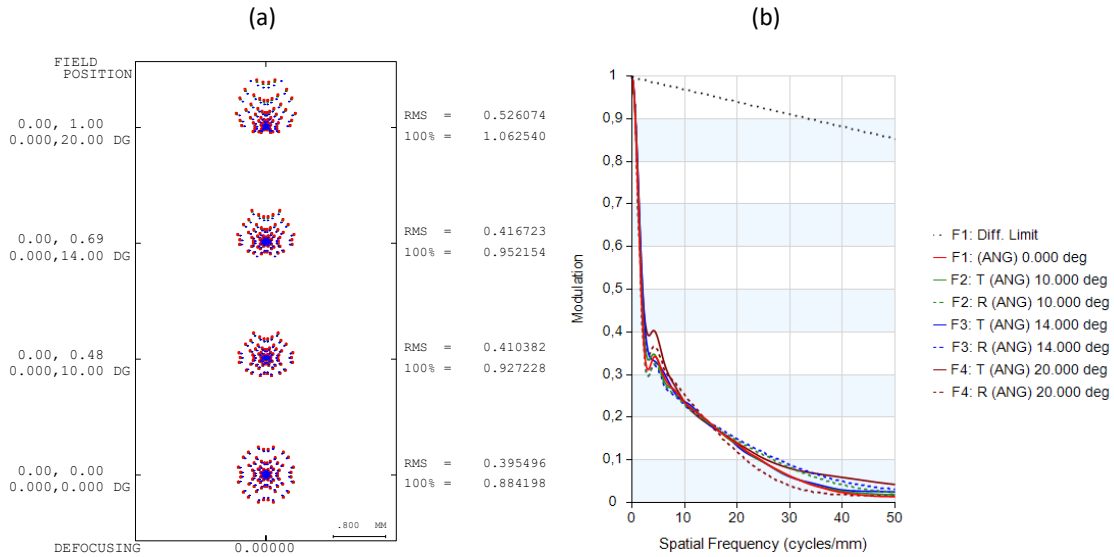 (a)
(b)
FIELD
POSITION
0.00, 1.00
0.000,20.00 DG
RMS = 0.526074
100% = 1.062540
0.00, 0.69
0.000,14.00 DG
RMS = 0.416723
100% = 0.952154
0.00, 0.48
0.000,10.00 DG
RMS = 0.410382
100% = 0.927228
0.00, 0.00
0.000,0.000 DG
RMS = 0.395496
100% = 0.884198
.800 MM
DEFOCUSING 0.00000
Modulation
1
0,9
0,8
0,7
0,6
0,5
0,4
0,3
0,2
0,1
0
0 10 20 30 40 50
Spatial Frequency (cycles/mm)
F1: Diff. Limit
F1: (ANG) 0.000 deg
F2: T (ANG) 10.000 deg
F2: R (ANG) 10.000 deg
F3: T (ANG) 14.000 deg
F3: R (ANG) 14.000 deg
F4: T (ANG) 20.000 deg
F4: R (ANG) 20.000 deg